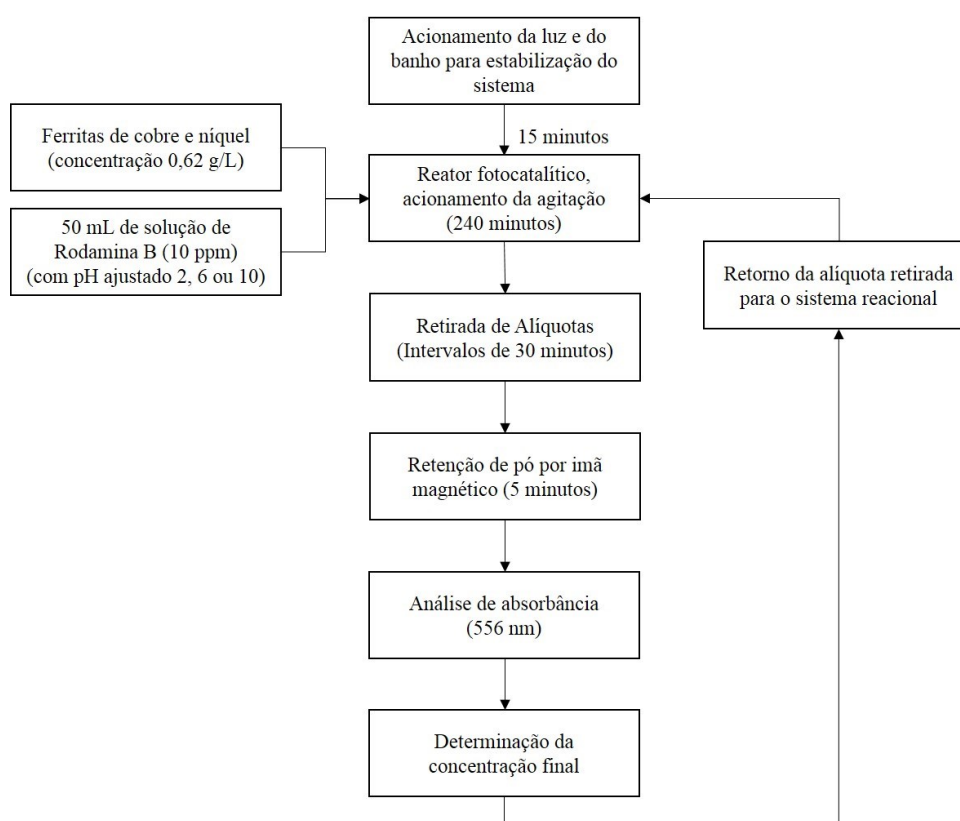 Acionamento da luz e do
banho para estabilização do
sistema
15 minutos
Ferritas de cobre e níquel
(concentração 0,62 g/L)
50 mL de solução de
Rodamina B (10 ppm)
(com pH ajustado 2, 6 ou 10)
Reator fotocatalítico,
acionamento da agitação
(240 minutos)
Retirada de Alíquotas
(Intervalos de 30 minutos)
Retenção de pó por imã
magnético (5 minutos)
Análise de absorbância
(556 nm)
Determinação da
concentração final
Retorno da alíquota retirada
para o sistema reacional